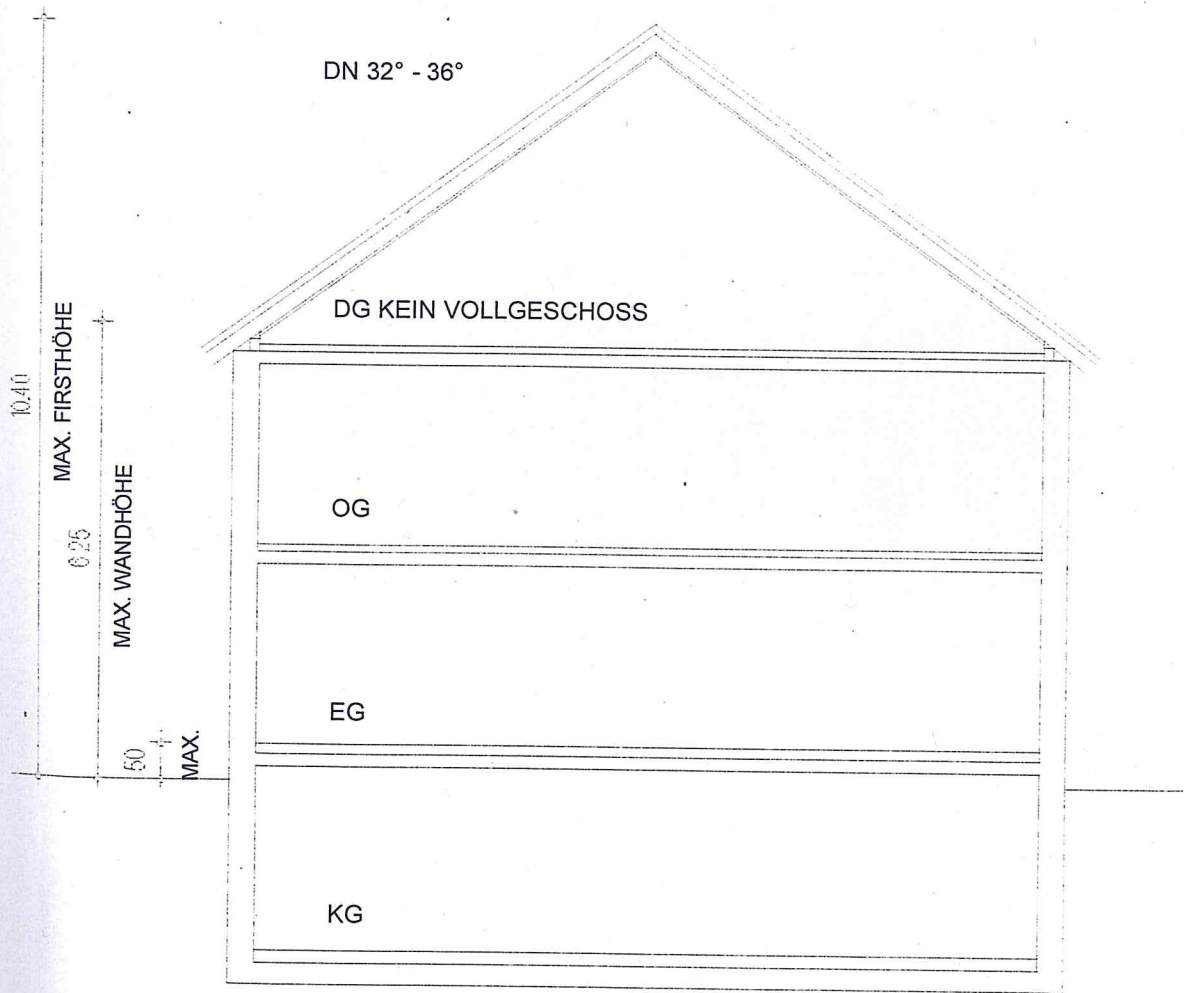 DN 32° - 36°
DG KEIN VOLLGESCHOSS
OG
EG
KG
10.40
MAX. FIRSTHÖHE
6.25
MAX. WANDHÖHE
50
MAX.